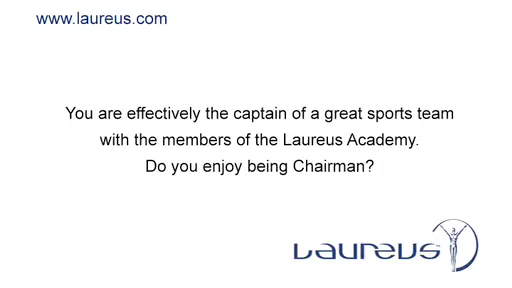 www.laureus.com
You are effectively the captain of a great sports team
with the members of the Laureus Academy.
Do you enjoy being Chairman?
Laureus